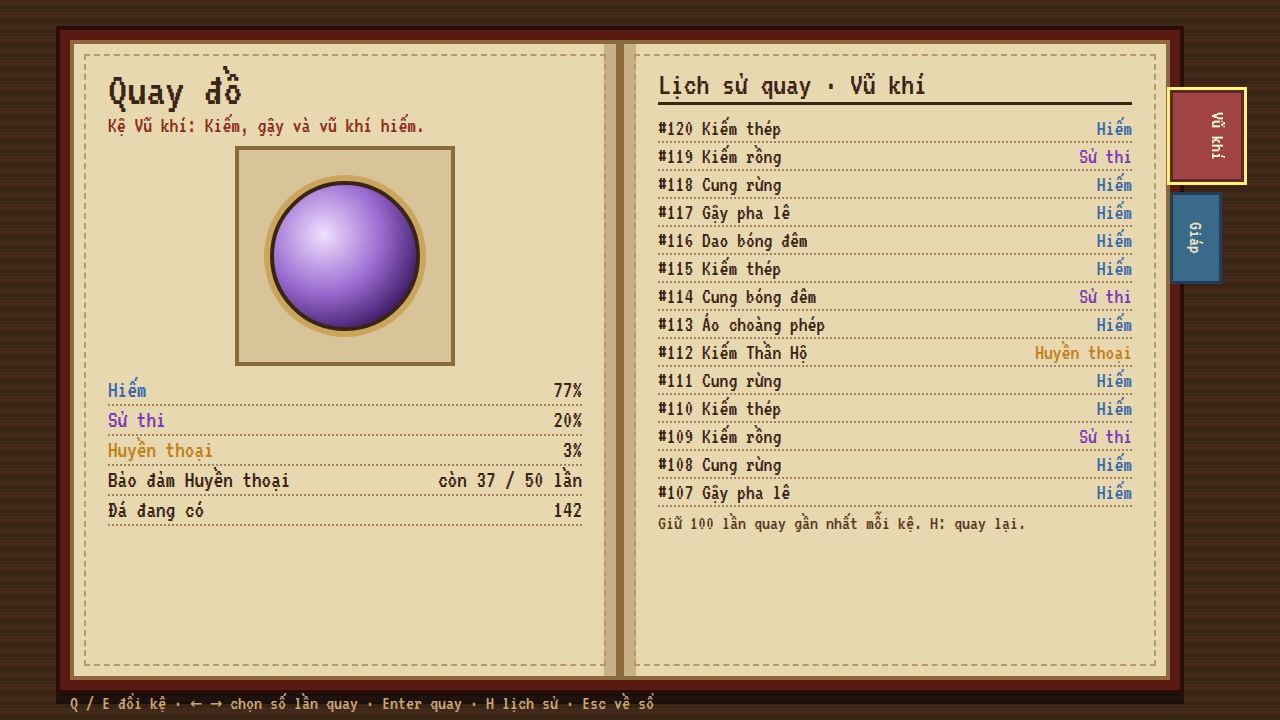 Quay đồ
Kệ Vũ khí: Kiếm, gậy và vũ khí hiếm.
Hiếm 77%
Sử thi 20%
Huyền thoại 3%
Bảo đảm Huyền thoại còn 37 / 50 lần
Đá đang có 142
Lịch sử quay · Vũ khí
#120 Kiếm thép Hiếm
#119 Kiếm rồng Sử thi
#118 Cung rừng Hiếm
#117 Gậy pha lê Hiếm
#116 Dao bóng đêm Hiếm
#115 Kiếm thép Hiếm
#114 Cung bóng đêm Sử thi
#113 Áo choàng phép Hiếm
#112 Kiếm Thần Hộ Huyền thoại
#111 Cung rừng Hiếm
#110 Kiếm thép Hiếm
#109 Kiếm rồng Sử thi
#108 Cung rừng Hiếm
#107 Gậy pha lê Hiếm
Giữ 100 lần quay gần nhất mỗi kệ. H: quay lại.
Vũ khí
Giáp
Q / E đổi kệ · ← → chọn số lần quay · Enter quay · H lịch sử · Esc về sổ